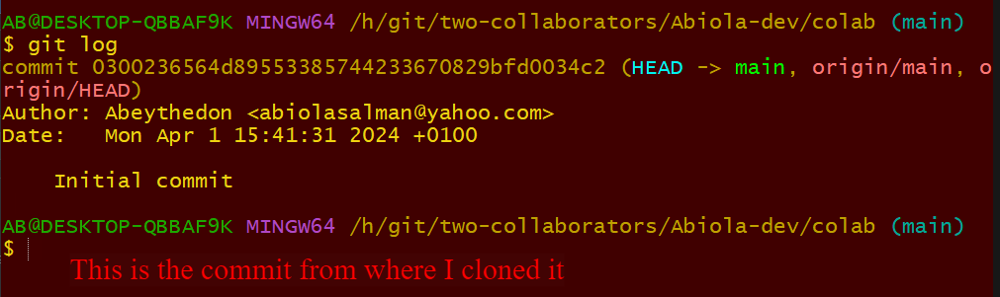 AB@DESKTOP-QBBAF9K MINGW64 /h/git/two-collaborators/Abiola-dev/colab (main)
$ git log
commit 0300236564d89553385744233670829bfd0034c2 (HEAD -> main, origin/main, o
rigin/HEAD)
Author: Abeythedon <abiolasalman@yahoo.com>
Date:   Mon Apr 1 15:41:31 2024 +0100
    Initial commit
AB@DESKTOP-QBBAF9K MINGW64 /h/git/two-collaborators/Abiola-dev/colab (main)
$
This is the commit from where I cloned it